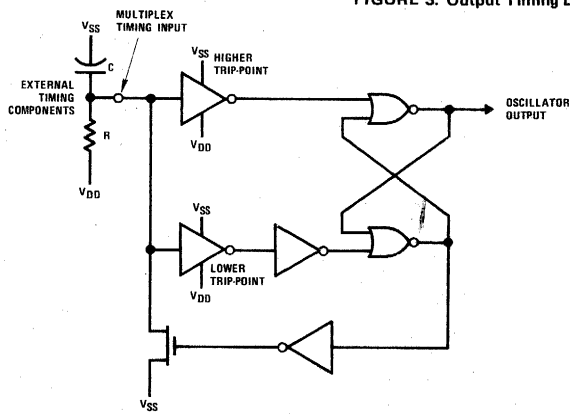 FIGURE 3. Output Timing
MULTIPLEX
TIMING INPUT
VSS
C
EXTERNAL
TIMING
COMPONENTS
R
VDD
VSS
HIGHER
TRIP-POINT
VDD
OSCILLATOR
OUTPUT
VSS
LOWER
TRIP-POINT
VDD
VSS